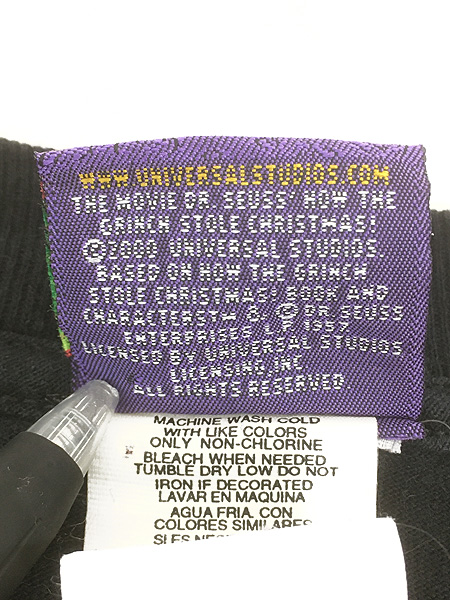 WWW.UNIVERSALSTUDIOS.COM
THE MOVIE DR. SEUSS' HOW THE
GRINCH STOLE CHRISTMAS!
©2000 UNIVERSAL STUDIOS.
BASED ON HOW THE GRINCH
STOLE CHRISTMAS! BOOK AND
CHARACTERSTM & © DR SEUSS
ENTERPRISES L.P 1957
LICENSED BY UNIVERSAL STUDIOS
LICENSING,INC
ALL RIGHTS RESERVED
MACHINE WASH COLD
WITH LIKE COLORS
ONLY NON-CHLORINE
BLEACH WHEN NEEDED
TUMBLE DRY LOW DO NOT
IRON IF DECORATED
LAVAR EN MAQUINA
AGUA FRIA. CON
COLORES SIMILARES